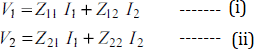 V₁ = Z₁₁ I₁ + Z₁₂ I₂ ------- (i)
V₂ = Z₂₁ I₁ + Z₂₂ I₂ ------- (ii)